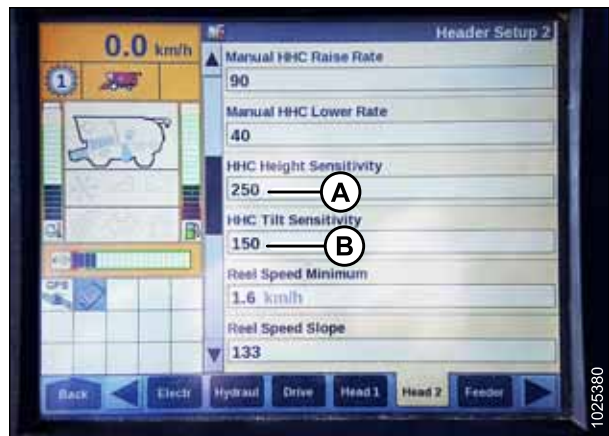 0.0 km/h
Header Setup 2
1
Manual HHC Raise Rate
90
Manual HHC Lower Rate
40
HHC Height Sensitivity
250
A
HHC Tilt Sensitivity
150
B
Reel Speed Minimum
1.6 km/h
Reel Speed Slope
133
GPS
Back
Electr
Hydraul
Drive
Head 1
Head 2
Feeder
1025380